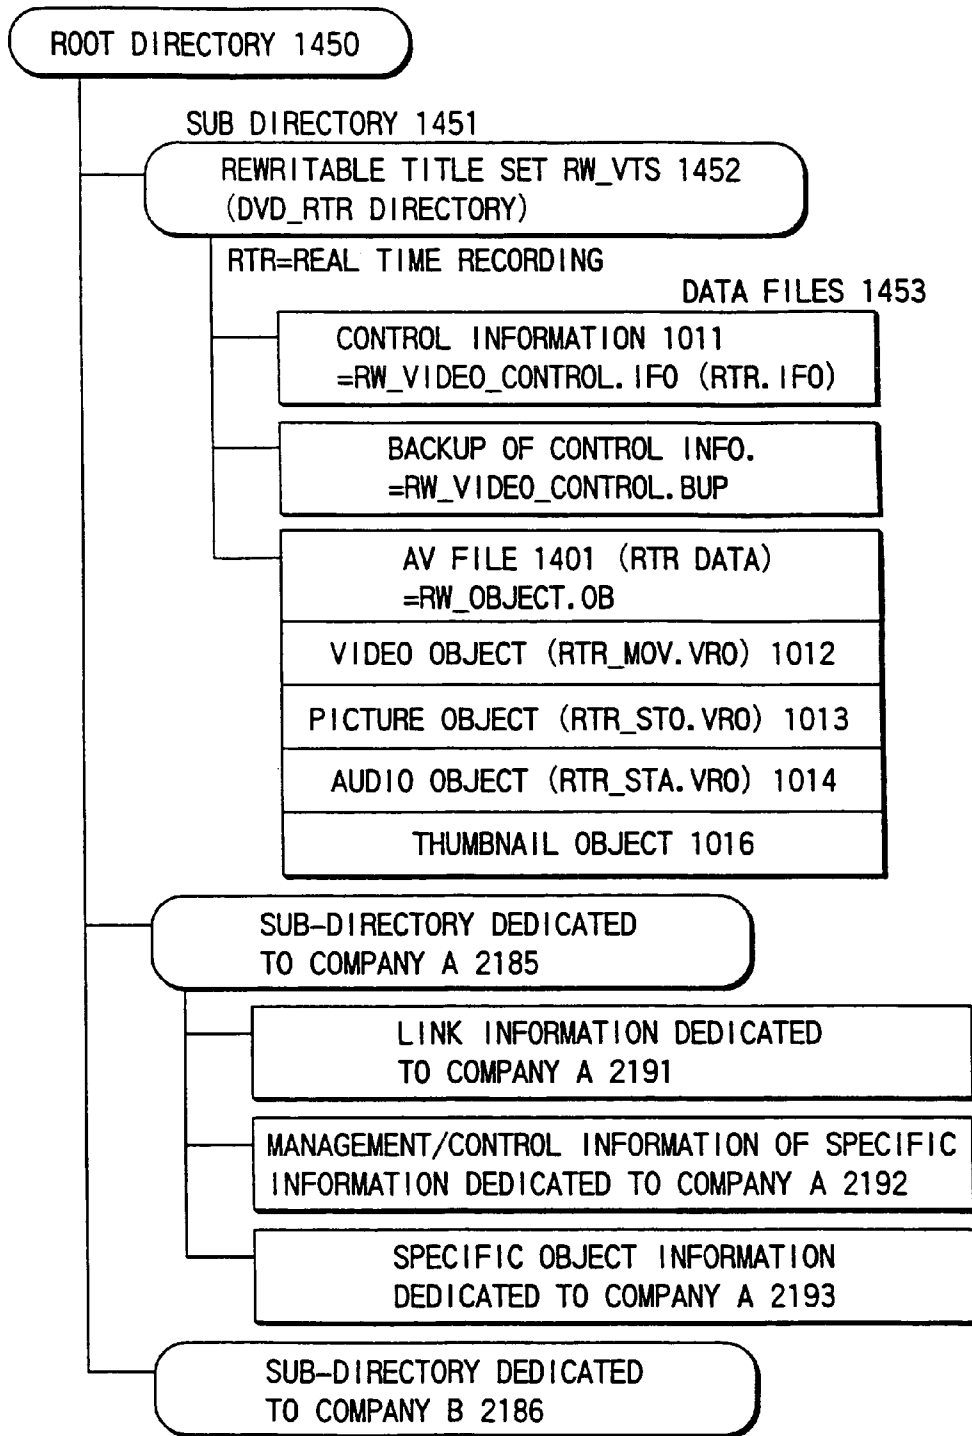 ROOT DIRECTORY 1450
SUB DIRECTORY 1451
REWRITABLE TITLE SET RW_VTS 1452
(DVD_RTR DIRECTORY)
RTR=REAL TIME RECORDING
DATA FILES 1453
CONTROL INFORMATION 1011
=RW_VIDEO_CONTROL.IFO (RTR.IFO)
BACKUP OF CONTROL INFO.
=RW_VIDEO_CONTROL.BUP
AV FILE 1401 (RTR DATA)
=RW_OBJECT.OB
VIDEO OBJECT (RTR_MOV.VRO) 1012
PICTURE OBJECT (RTR_STO.VRO) 1013
AUDIO OBJECT (RTR_STA.VRO) 1014
THUMBNAIL OBJECT 1016
SUB-DIRECTORY DEDICATED
TO COMPANY A 2185
LINK INFORMATION DEDICATED
TO COMPANY A 2191
MANAGEMENT/CONTROL INFORMATION OF SPECIFIC
INFORMATION DEDICATED TO COMPANY A 2192
SPECIFIC OBJECT INFORMATION
DEDICATED TO COMPANY A 2193
SUB-DIRECTORY DEDICATED
TO COMPANY B 2186